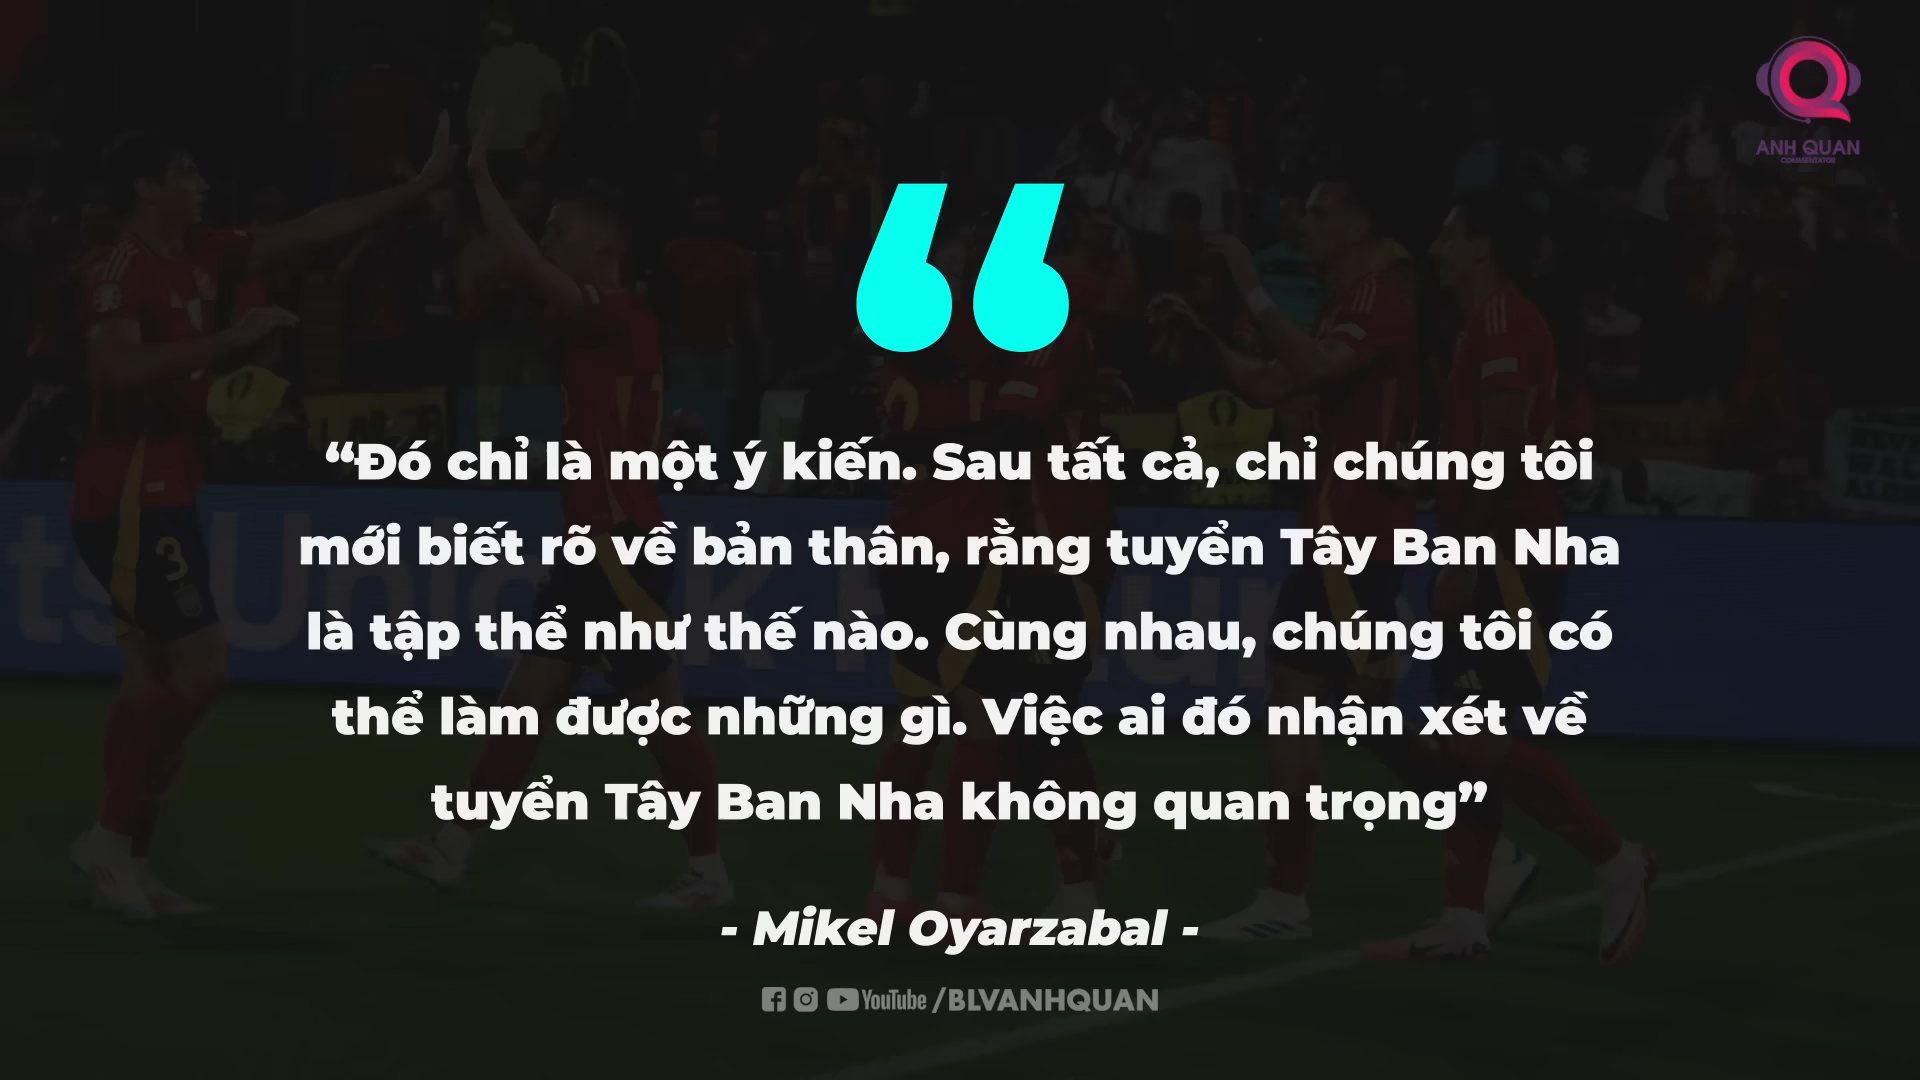 ANH QUAN
COMMENTATOR
“Đó chỉ là một ý kiến. Sau tất cả, chỉ chúng tôi
mới biết rõ về bản thân, rằng tuyển Tây Ban Nha
là tập thể như thế nào. Cùng nhau, chúng tôi có
thể làm được những gì. Việc ai đó nhận xét về
tuyển Tây Ban Nha không quan trọng”
- Mikel Oyarzabal -
YouTube /BLVANHQUAN
3